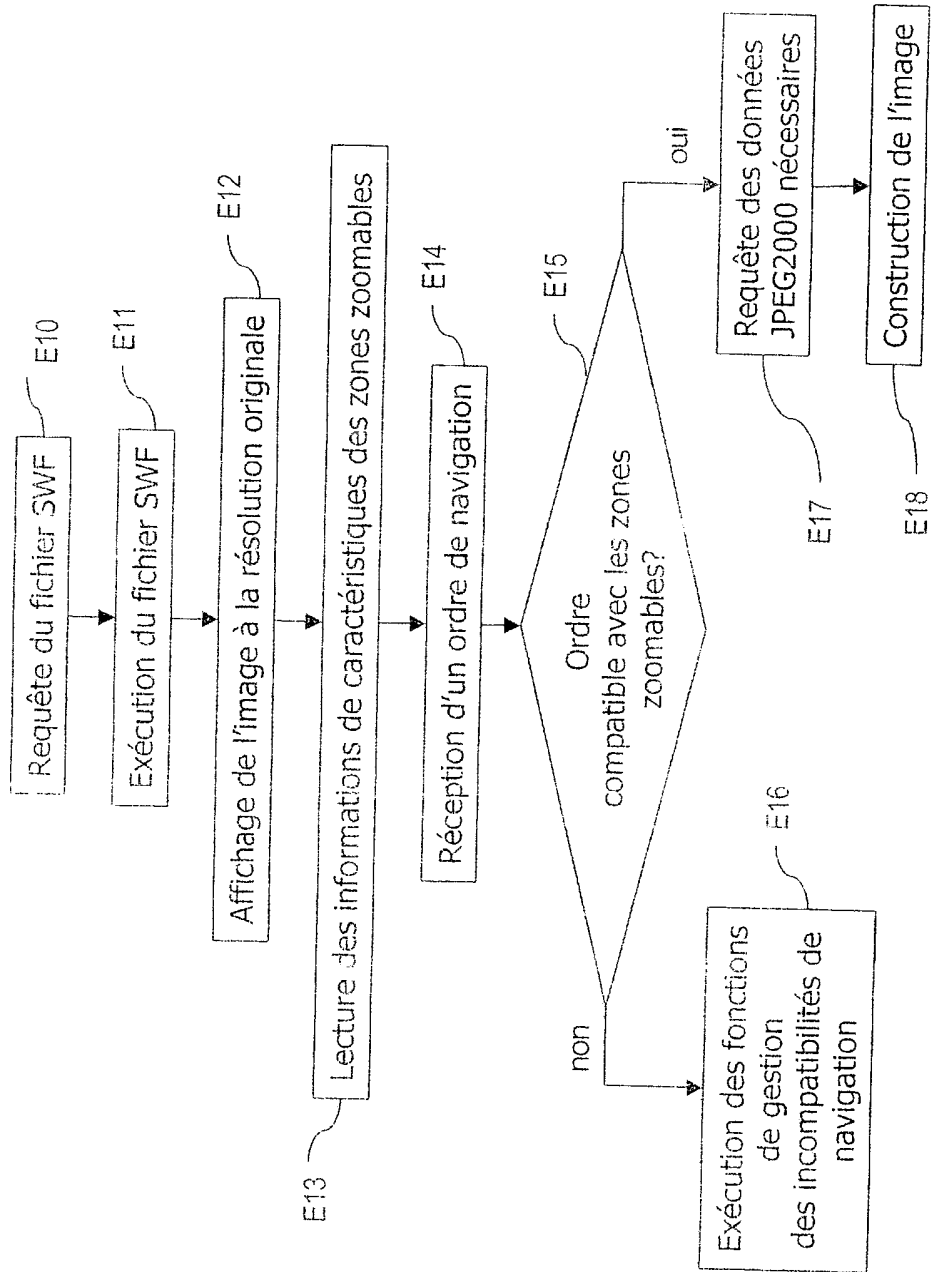 Requête du fichier SWF
E10
Exécution du fichier SWF
E11
Affichage de l'image à la résolution originale
E12
Lecture des informations de caractéristiques des zones zoomables
E13
Réception d'un ordre de navigation
E14
Ordre
compatible avec les zones
zoomables?
E15
non
oui
Exécution des fonctions
de gestion
des incompatibilités de
navigation
E16
Requête des données
JPEG2000 nécessaires
E17
Construction de l'image
E18